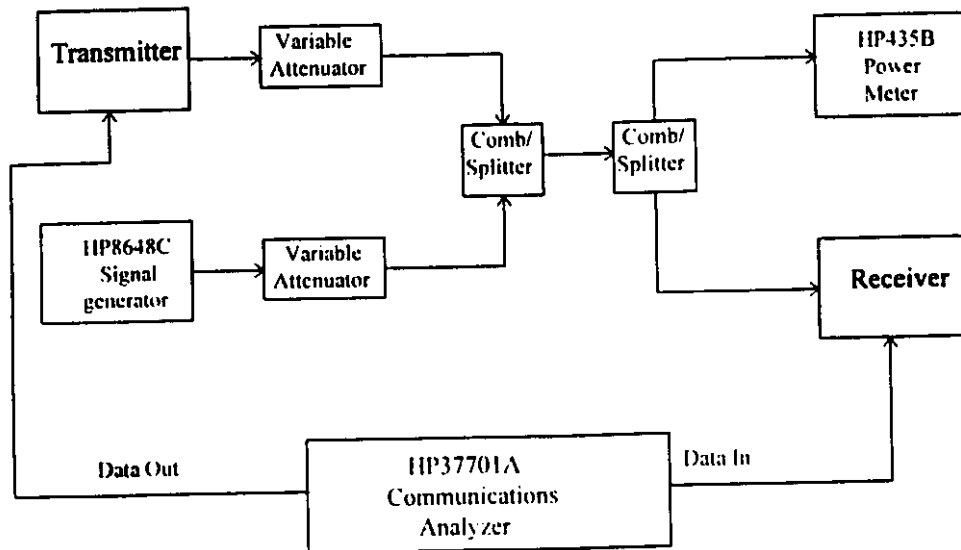 Transmitter
Variable
Attenuator
HP435B
Power
Meter
Comb/
Splitter
Comb/
Splitter
HP8648C
Signal
generator
Variable
Attenuator
Receiver
Data Out
HP37701A
Communications
Analyzer
Data In